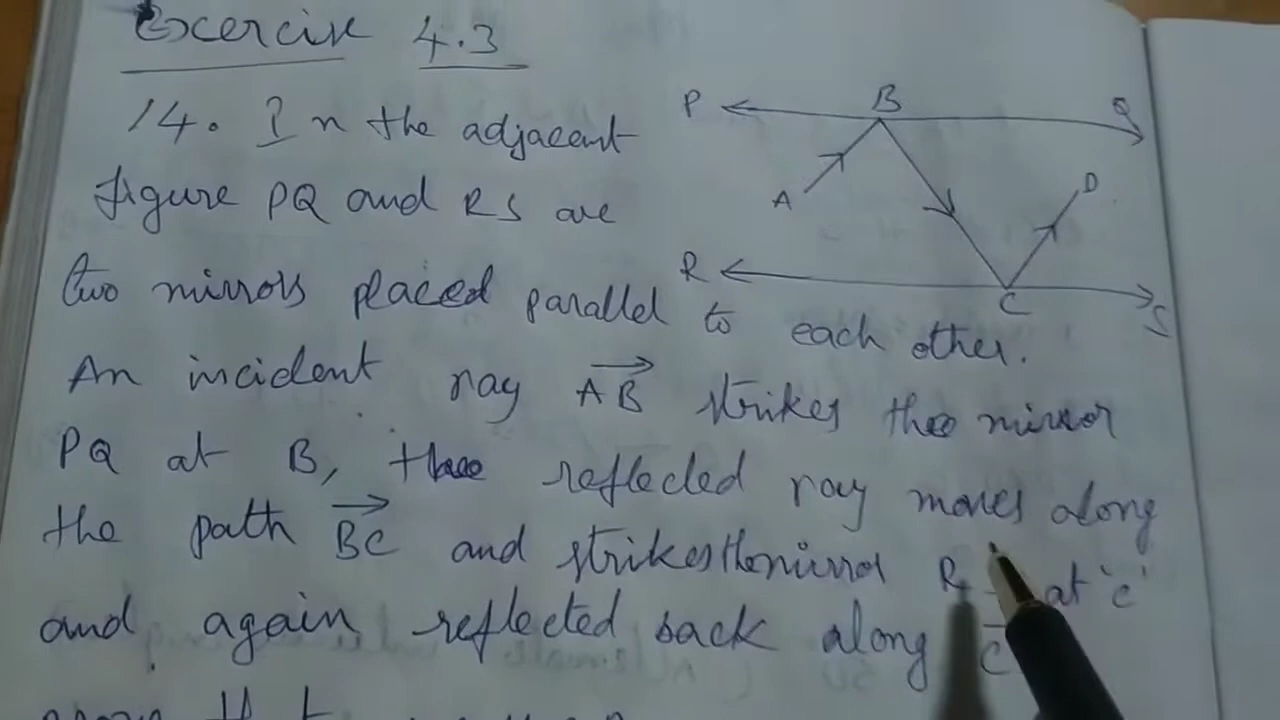 Exercise 4.3
14. In the adjacent
figure PQ and RS are
two mirrors placed parallel to each other.
An incident ray AB strikes the mirror
PQ at B, the reflected ray moves along
the path BC and strikes the mirror R at 'C'
and again reflected back along C
P
B
Q
A
D
R
C
S